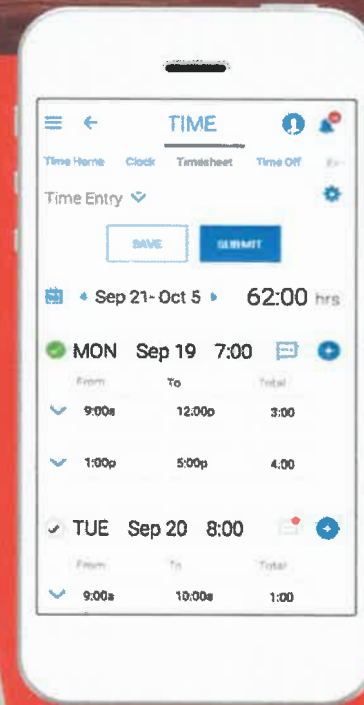 TIME
Time Home Clock Timesheet Time Off
Time Entry
SAVE SUBMIT
Sep 21-Oct 5 62:00 hrs
MON Sep 19 7:00
From To Total
9:00a 12:00p 3:00
1:00p 5:00p 4:00
TUE Sep 20 8:00
From To Total
9:00a 10:00a 1:00